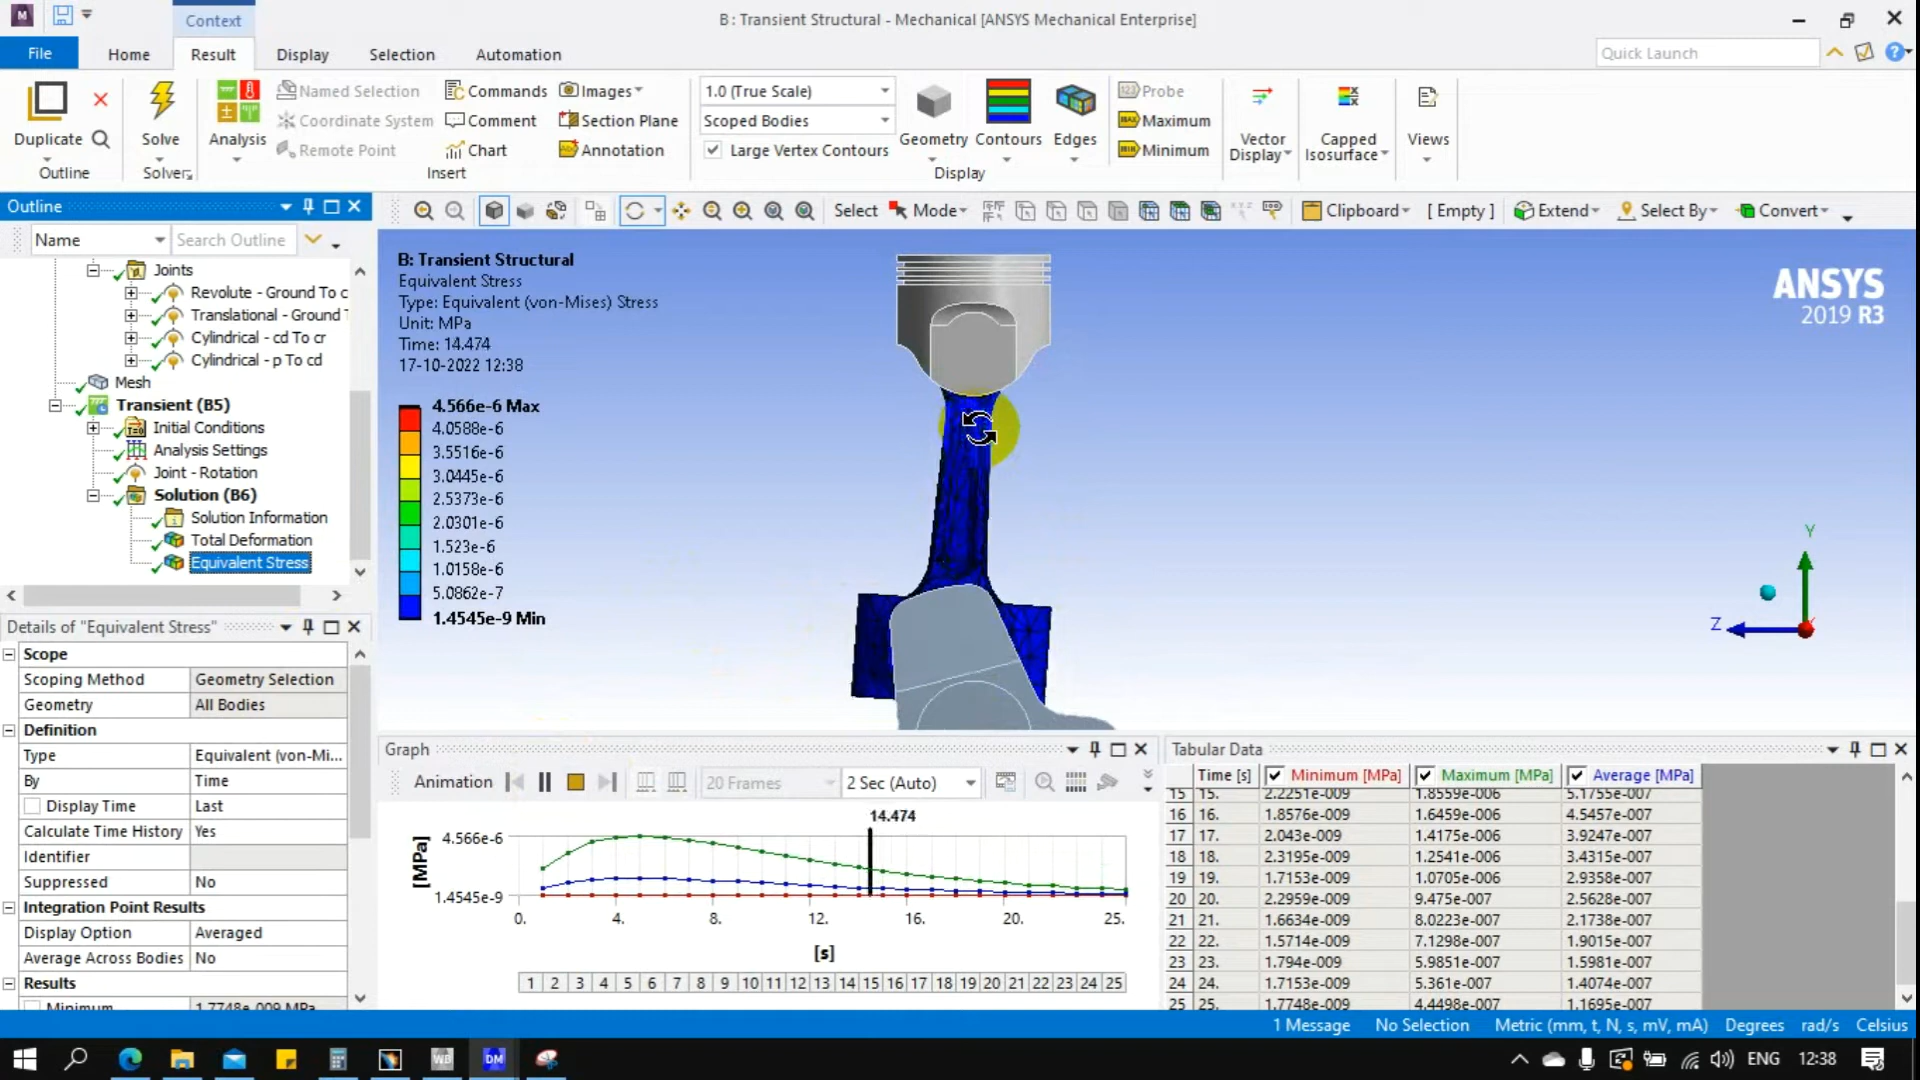 Context
B : Transient Structural - Mechanical [ANSYS Mechanical Enterprise]
File Home Result Display Selection Automation
Quick Launch
Duplicate
Outline
Solve
Solver
Analysis
Named Selection
Coordinate System
Remote Point
Commands
Comment
Chart
Images
Section Plane
Annotation
Insert
1.0 (True Scale)
Scoped Bodies
Large Vertex Contours
Geometry
Contours
Edges
Display
Probe
Maximum
Minimum
Vector
Display
Capped
Isosurface
Views
Outline
Select Mode Clipboard [ Empty ] Extend Select By Convert
Name Search Outline
Joints
Revolute - Ground To c
Translational - Ground
Cylindrical - cd To cr
Cylindrical - p To cd
Mesh
Transient (B5)
Initial Conditions
Analysis Settings
Joint - Rotation
Solution (B6)
Solution Information
Total Deformation
Equivalent Stress
B: Transient Structural
Equivalent Stress
Type: Equivalent (von-Mises) Stress
Unit: MPa
Time: 14.474
17-10-2022 12:38
4.566e-6 Max
4.0588e-6
3.5516e-6
3.0445e-6
2.5373e-6
2.0301e-6
1.523e-6
1.0158e-6
5.0862e-7
1.4545e-9 Min
ANSYS
2019 R3
Y
Z
Details of "Equivalent Stress"
Scope
Scoping Method Geometry Selection
Geometry All Bodies
Definition
Type Equivalent (von-Mi...
By Time
Display Time Last
Calculate Time History Yes
Identifier
Suppressed No
Integration Point Results
Display Option Averaged
Average Across Bodies No
Results
Minimum 1.7748e-009 MPa
Graph
Animation 20 Frames 2 Sec (Auto)
14.474
4.566e-6
[MPa]
1.4545e-9
0. 4. 8. 12. 16. 20. 25.
[s]
1 2 3 4 5 6 7 8 9 10 11 12 13 14 15 16 17 18 19 20 21 22 23 24 25
Tabular Data
Time [s] Minimum [MPa] Maximum [MPa] Average [MPa]
15 15. 2.2251e-009 1.8559e-006 5.1755e-007
16 16. 1.8576e-009 1.6459e-006 4.5457e-007
17 17. 2.043e-009 1.4175e-006 3.9247e-007
18 18. 2.3195e-009 1.2541e-006 3.4315e-007
19 19. 1.7153e-009 1.0705e-006 2.9358e-007
20 20. 2.2959e-009 9.475e-007 2.5628e-007
21 21. 1.6634e-009 8.0223e-007 2.1738e-007
22 22. 1.5714e-009 7.1298e-007 1.9015e-007
23 23. 1.794e-009 5.9851e-007 1.5981e-007
24 24. 1.7153e-009 5.361e-007 1.4074e-007
25 25. 1.7748e-009 4.4498e-007 1.1695e-007
1 Message No Selection Metric (mm, t, N, s, mV, mA) Degrees rad/s Celsius
WB DM
ENG 12:38